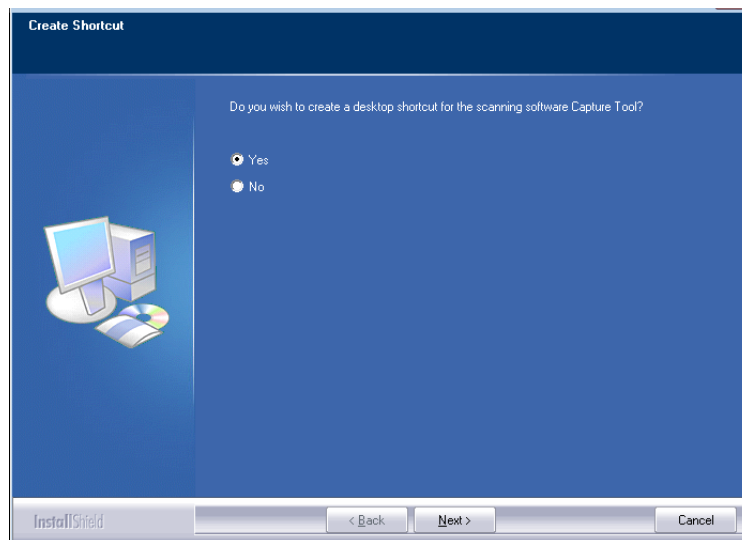 Create Shortcut
Do you wish to create a desktop shortcut for the scanning software Capture Tool?
Yes
No
InstallShield
< Back
Next >
Cancel